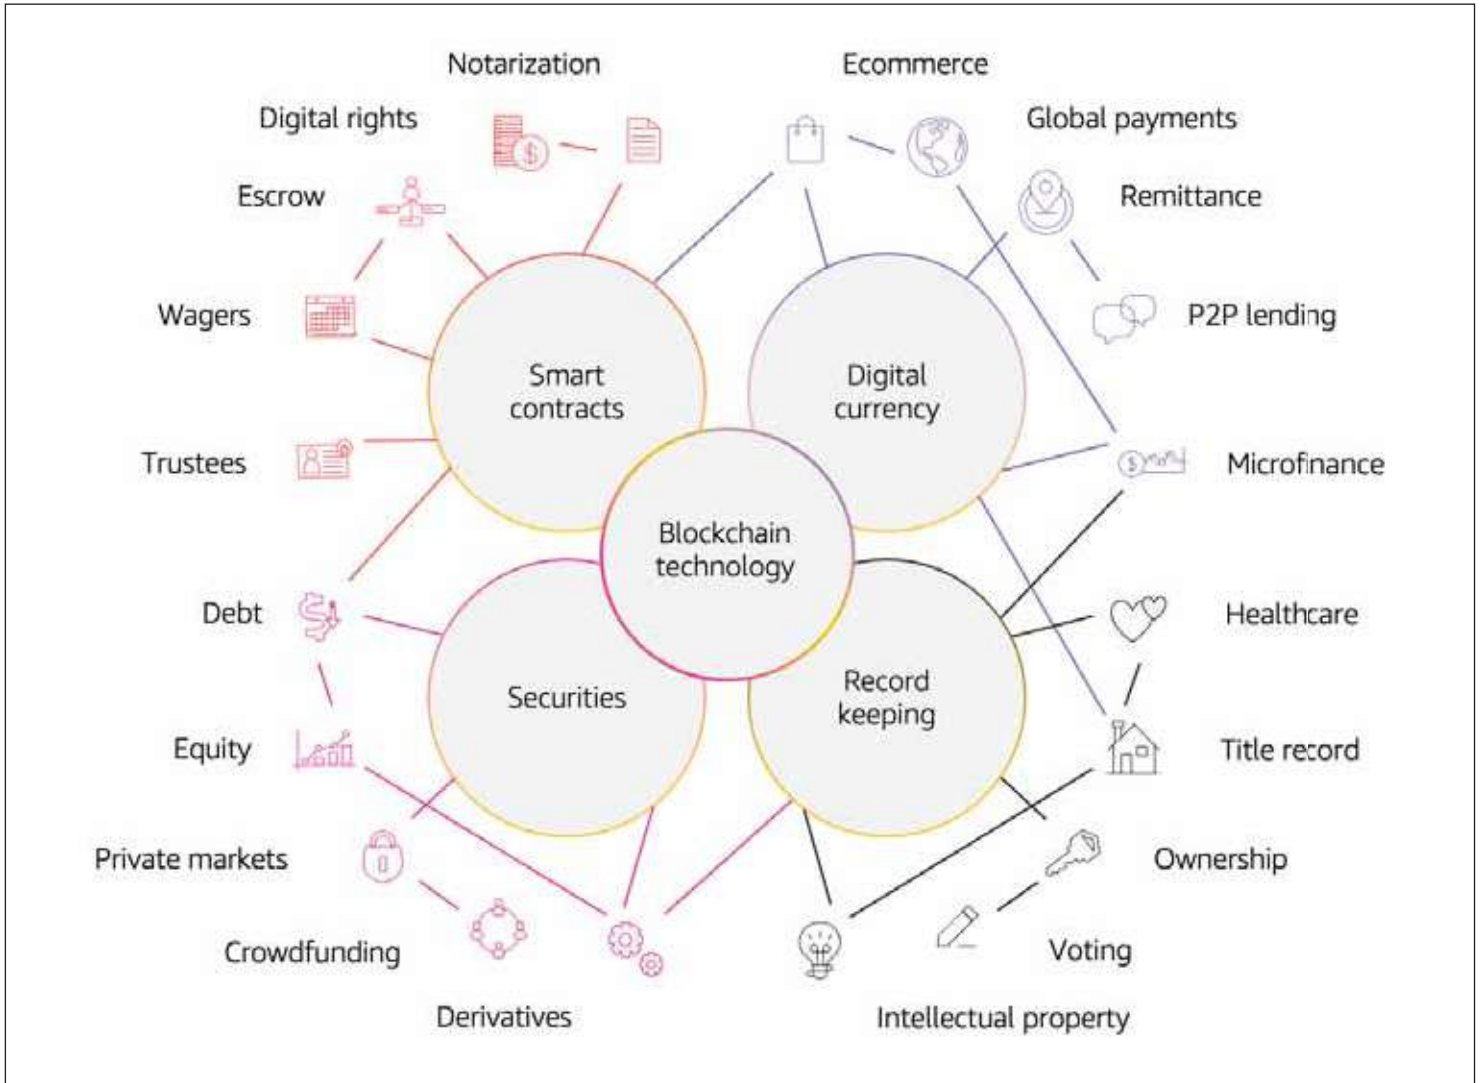 Notarization
Ecommerce
Digital rights
Global payments
Escrow
Remittance
Wagers
P2P lending
Smart
contracts
Digital
currency
Trustees
Microfinance
Blockchain
technology
Debt
Healthcare
Securities
Record
keeping
Equity
Title record
Private markets
Ownership
Crowdfunding
Voting
Derivatives
Intellectual property